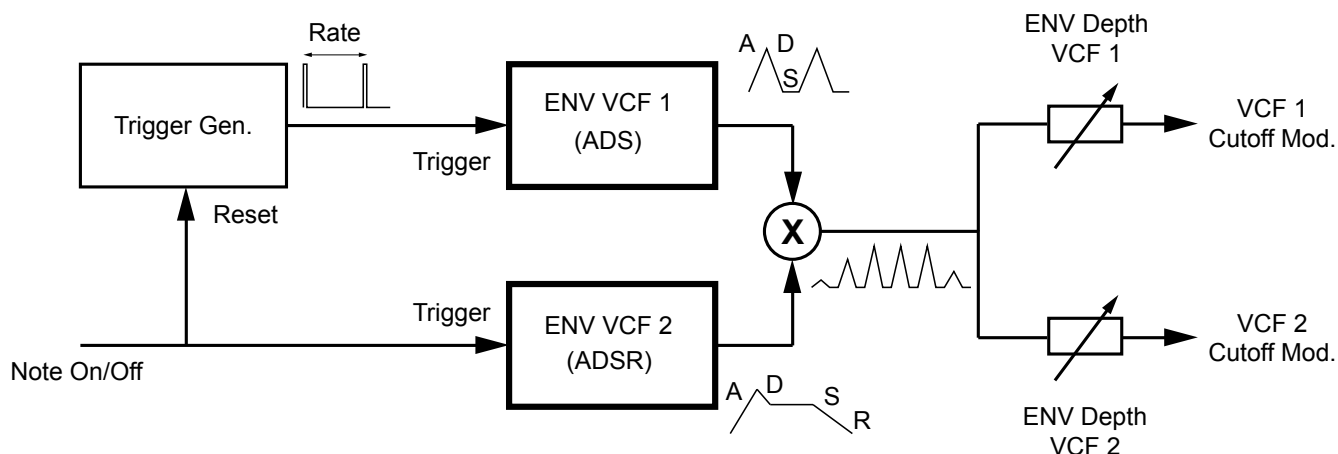 Rate
Trigger Gen.
Reset
Trigger
ENV VCF 1
(ADS)
A D
S
X
ENV Depth
VCF 1
VCF 1
Cutoff Mod.
Note On/Off
Trigger
ENV VCF 2
(ADSR)
A D S
R
VCF 2
Cutoff Mod.
ENV Depth
VCF 2